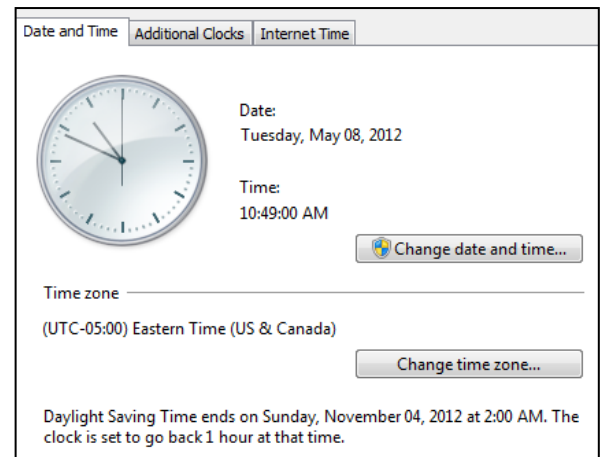 Date and Time Additional Clocks Internet Time
Date:
Tuesday, May 08, 2012
Time:
10:49:00 AM
Change date and time...
Time zone
(UTC-05:00) Eastern Time (US & Canada)
Change time zone...
Daylight Saving Time ends on Sunday, November 04, 2012 at 2:00 AM. The
clock is set to go back 1 hour at that time.